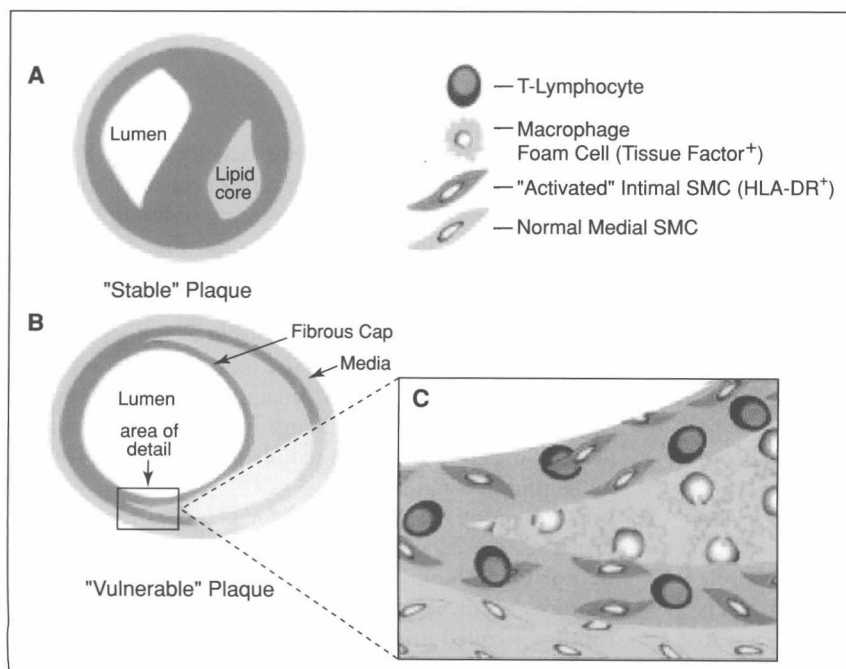 A
Lumen
Lipid
core
"Stable" Plaque
T-Lymphocyte
Macrophage
Foam Cell (Tissue Factor+)
"Activated" Intimal SMC (HLA-DR+)
Normal Medial SMC
B
Fibrous Cap
Media
Lumen
area of
detail
"Vulnerable" Plaque
C